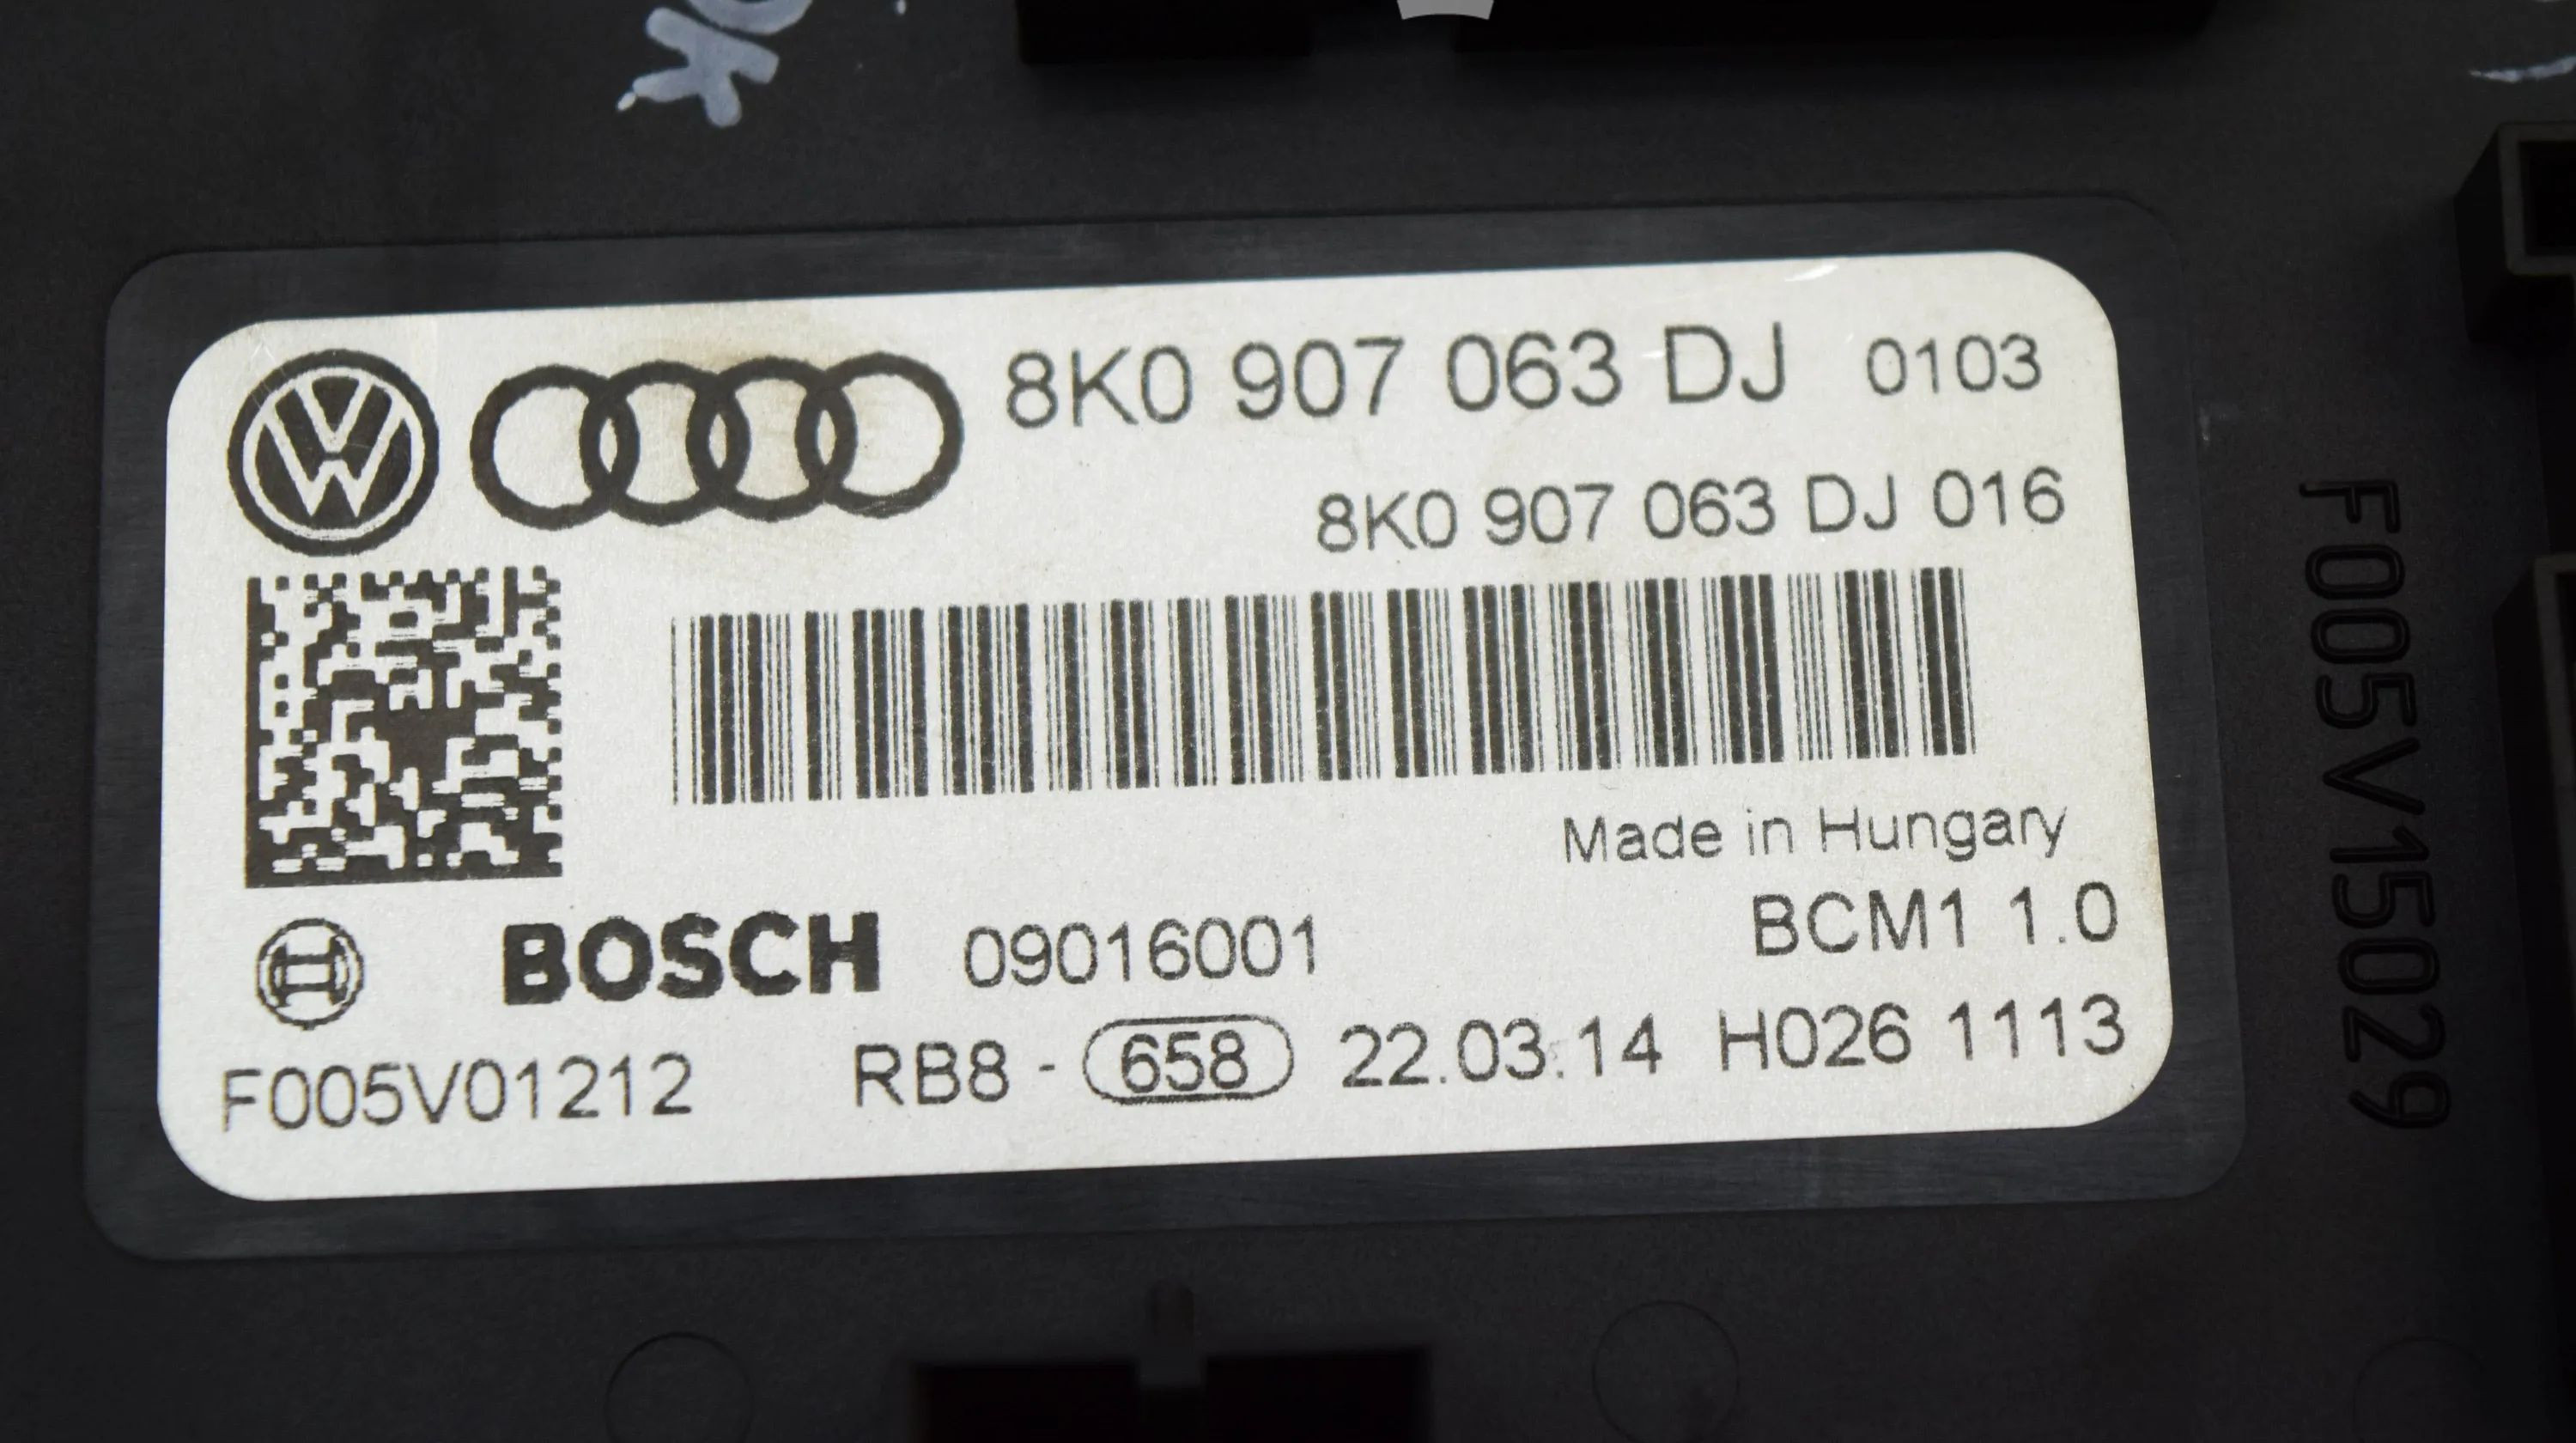 OK
8K0 907 063 DJ 0103
8K0 907 063 DJ 016
Made in Hungary
BCM1 1.0
BOSCH 09016001
F005V01212 RB8 - 658 22.03.14 H026 1113
F005V15029